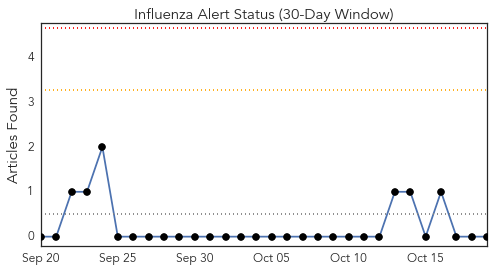 Influenza Alert Status (30-Day Window)
Articles Found
4
3
2
1
0
Sep 20 Sep 25 Sep 30 Oct 05 Oct 10 Oct 15